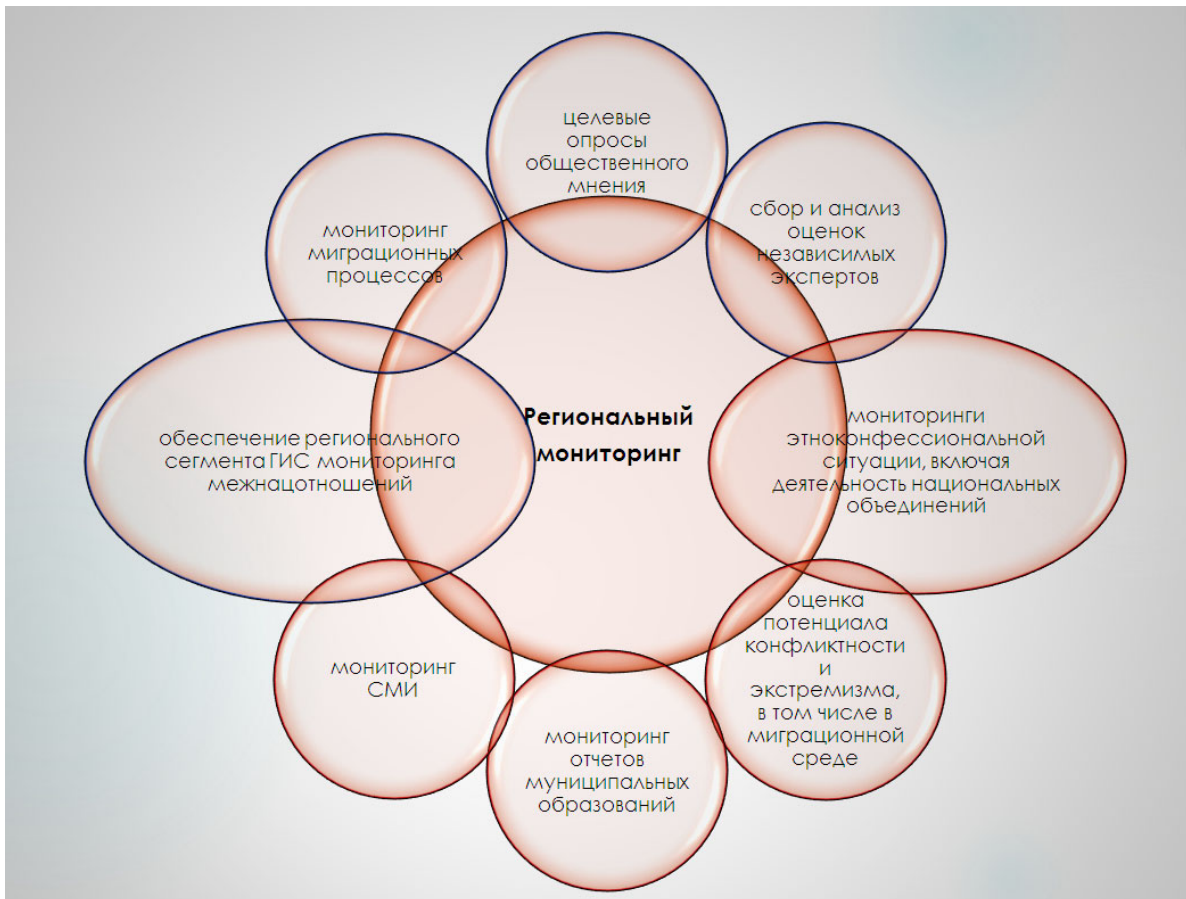 целевые
опросы
общественного
мнения
сбор и анализ
оценок
независимых
экспертов
мониторинг
миграционных
процессов
Региональный
мониторинг
мониторинги
этноконфессиональной
ситуации, включая
деятельность национальных
объединений
обеспечение регионального
сегмента ГИС мониторинга
межнацотношений
оценка
потенциала
конфликтности
и
экстремизма,
в том числе в
миграционной
среде
мониторинг
СМИ
мониторинг
отчетов
муниципальных
образований